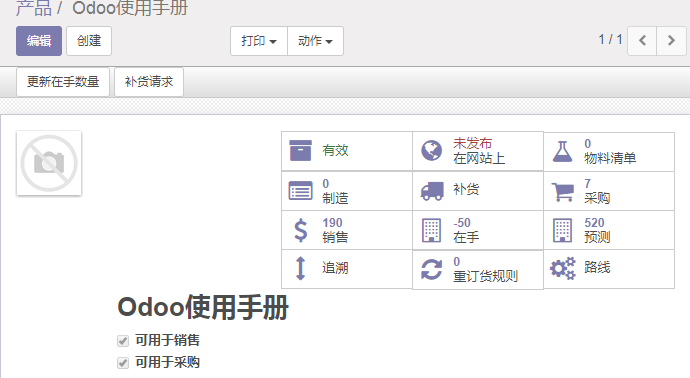 产品 / Odoo使用手册
编辑 创建 打印 动作 1 / 1
更新在手数量 补货请求
有效
未发布
在网站上
0
物料清单
0
制造
补货
7
采购
190
销售
-50
在手
520
预测
追溯
0
重订货规则
路线
Odoo使用手册
可用于销售
可用于采购